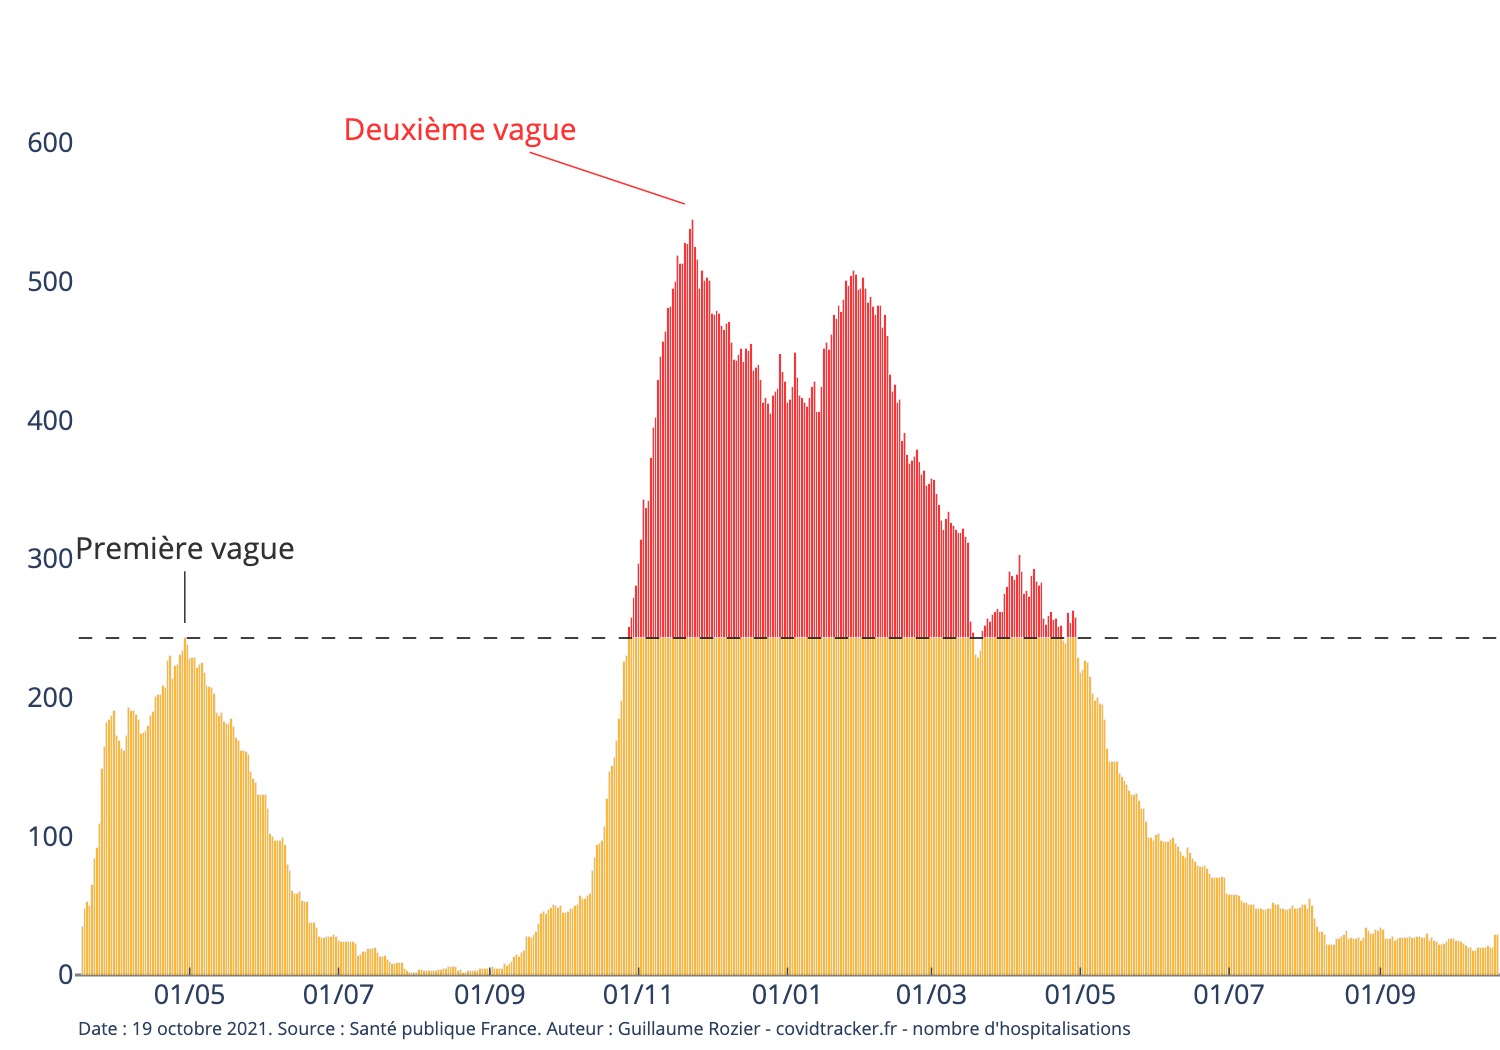 600
Deuxième vague
500
400
300
Première vague
200
100
0
01/05 01/07 01/09 01/11 01/01 01/03 01/05 01/07 01/09
Date : 19 octobre 2021. Source : Santé publique France. Auteur : Guillaume Rozier - covidtracker.fr - nombre d'hospitalisations